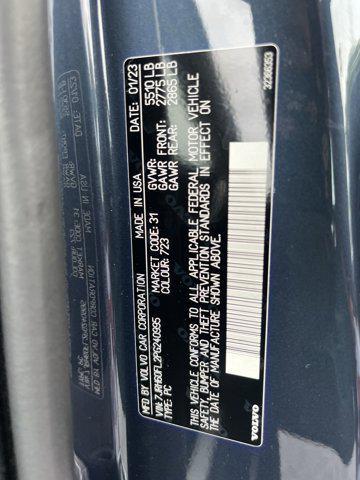 MFD BY VOLVO CAR CORPORATION MADE IN USA DATE: 01/23
VIN: 7JRH60FL2PG240995 GVWR: 5510 LB
TYPE: PC MARKET CODE: 31 GAWR FRONT: 2775 LB
COLOUR: 723 GAWR REAR: 2865 LB
THIS VEHICLE CONFORMS TO ALL APPLICABLE FEDERAL MOTOR VEHICLE
SAFETY, BUMPER AND THEFT PREVENTION STANDARDS IN EFFECT
ON THE DATE OF MANUFACTURE SHOWN ABOVE.
VOLVO